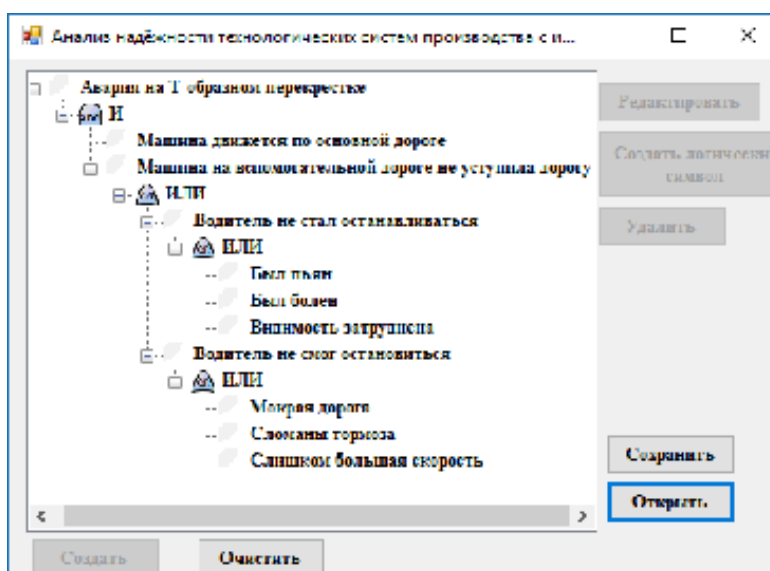 Анализ надёжности технологических систем производства с и...
Авария на Т образном перекрестке
and И
Машина движется по основной дороге
Машина на вспомогательной дороге не уступила дорогу
ИЛИ
Водитель не стал останавливаться
ИЛИ
Был пьян
Был болен
Видимость затруднена
Водитель не смог остановиться
ИЛИ
Мокрая дорога
Сломаны тормоза
Слишком большая скорость
Редактировать
Создать логически
символ
Удалить
Сохранить
Открыть
Создать
Очистить